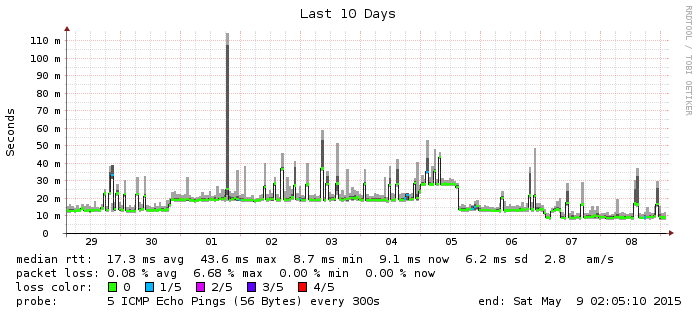 Last 10 Days
RRDTOOL / TOBI OETIKER
Seconds
110 m
100 m
90 m
80 m
70 m
60 m
50 m
40 m
30 m
20 m
10 m
0
29 30 01 02 03 04 05 06 07 08
median rtt: 17.3 ms avg 43.6 ms max 8.7 ms min 9.1 ms now 6.2 ms sd 2.8 am/s
packet loss: 0.08 % avg 6.68 % max 0.00 % min 0.00 % now
loss color: 0 1/5 2/5 3/5 4/5
probe: 5 ICMP Echo Pings (56 Bytes) every 300s end: Sat May 9 02:05:10 2015